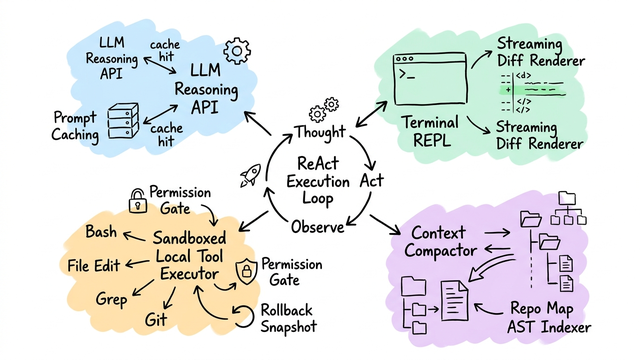 LLM
Reasoning
API
cache
hit
LLM
Reasoning
API
Prompt
Caching
cache
hit
>_
Terminal
REPL
Streaming
Diff Renderer
<d>
+
</>
</>
Streaming
Diff Renderer
Thought
ReAct
Execution
Loop
Act
Observe
Permission
Gate
Bash
File Edit
Grep
Git
Sandboxed
Local Tool
Executor
Permission
Gate
Rollback
Snapshot
Context
Compactor
Repo Map
AST Indexer